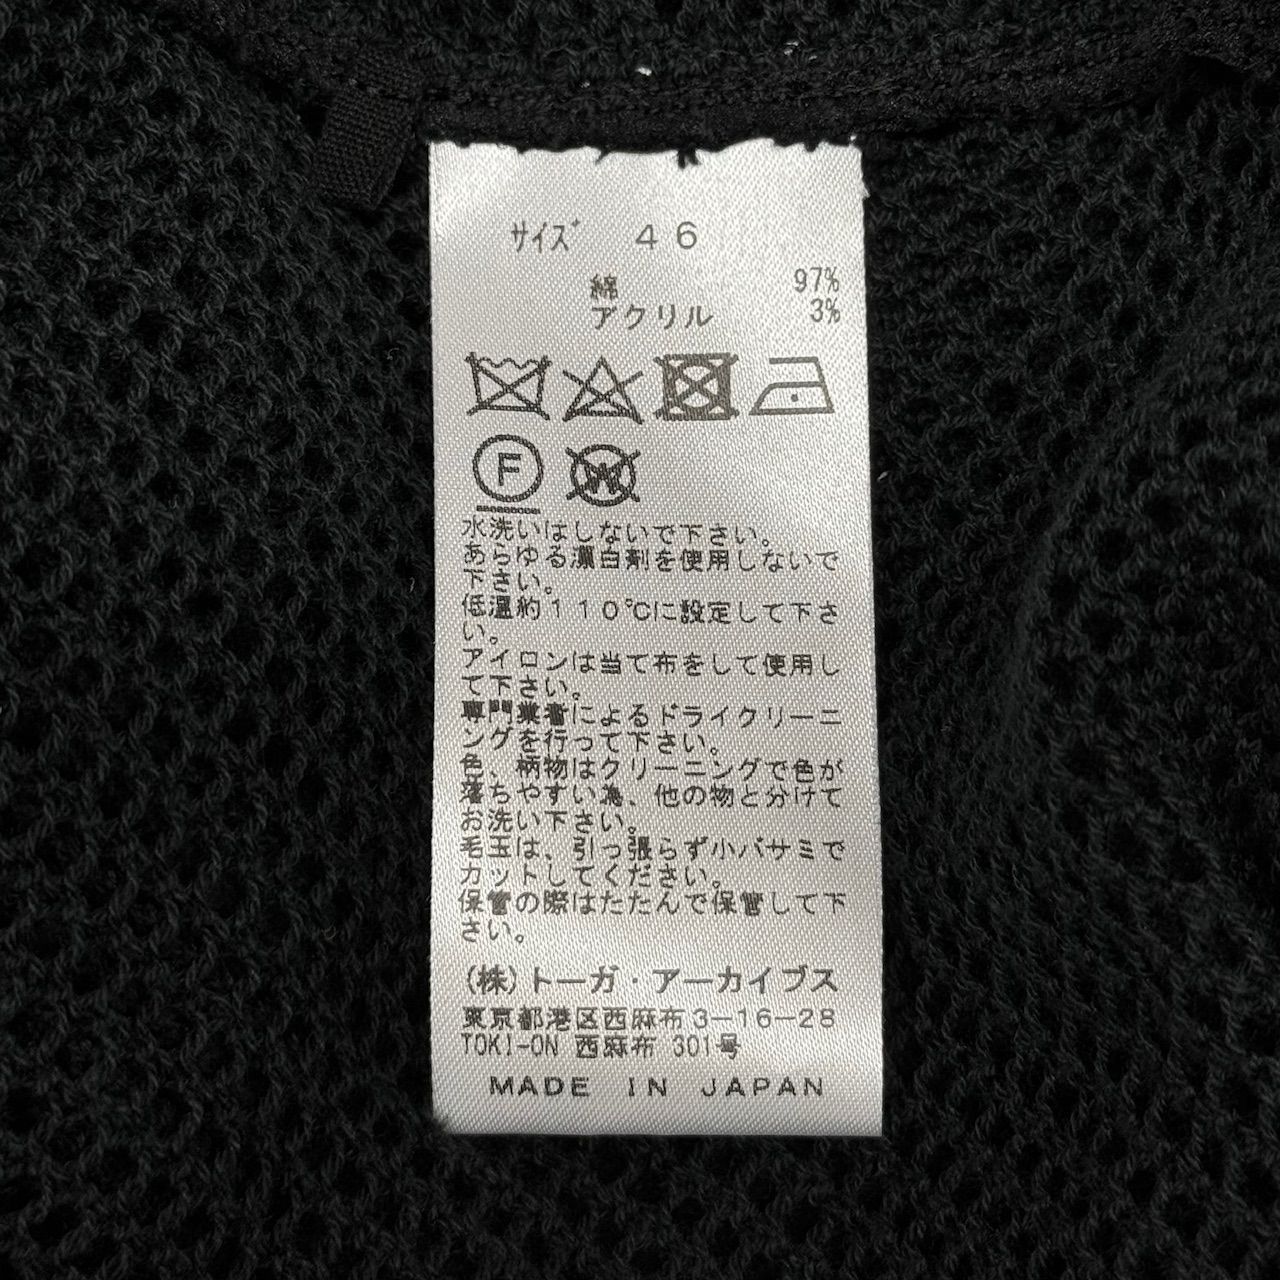 サイズ 46
綿 97%
アクリル 3%
F
W
水洗いはしないで下さい。
あらゆる漂白剤を使用しないで
下さい。
低温約110℃に設定して下さ
い。
アイロンは当て布をして使用し
て下さい。
専門業者によるドライクリーニ
ングを行って下さい。
色、柄物はクリーニングで色が
落ちやすい為、他の物と分けて
お洗い下さい。
毛玉は、引っ張らず小バサミで
カットしてください。
保管の際はたたんで保管して下
さい。
(株)トーガ・アーカイブス
東京都港区西麻布3-16-28
TOKI-ON 西麻布 301号
MADE IN JAPAN